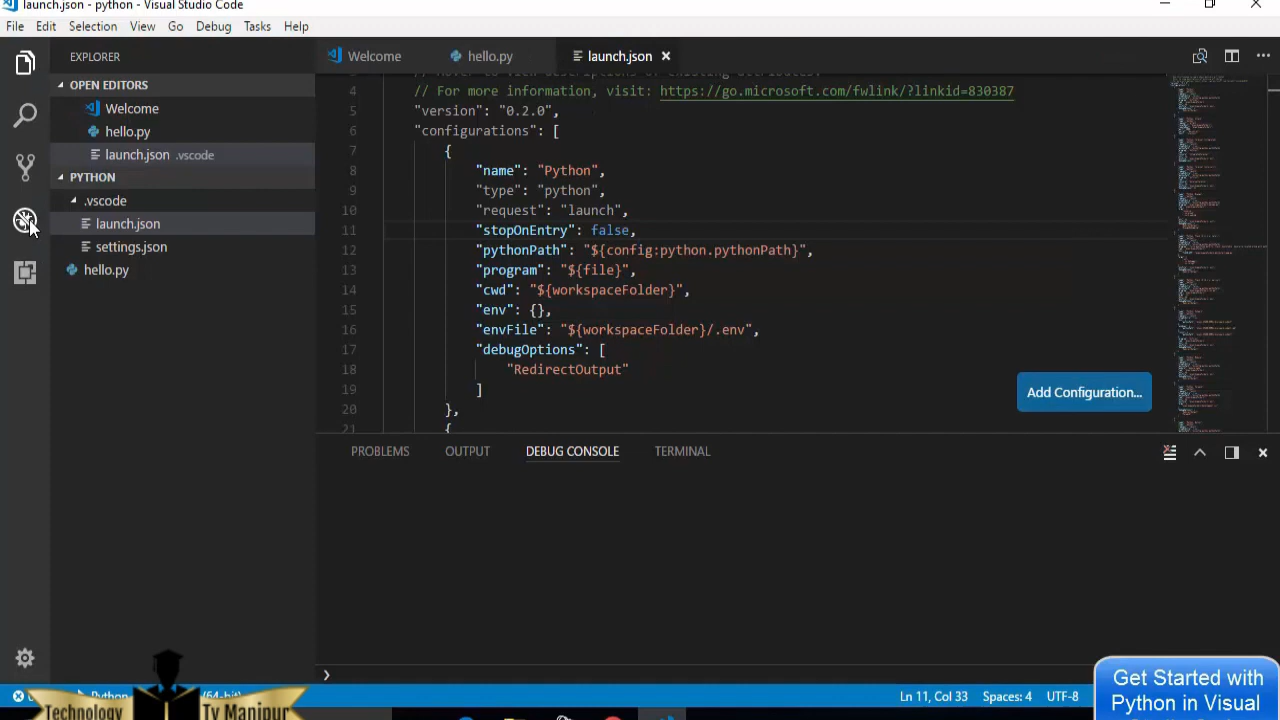 launch.json - python - Visual Studio Code
File Edit Selection View Go Debug Tasks Help
EXPLORER
OPEN EDITORS
Welcome
hello.py
launch.json .vscode
PYTHON
.vscode
launch.json
settings.json
hello.py
Welcome hello.py launch.json
4 // For more information, visit: https://go.microsoft.com/fwlink/?linkid=830387
5 "version": "0.2.0",
6 "configurations": [
7 {
8 "name": "Python",
9 "type": "python",
10 "request": "launch",
11 "stopOnEntry": false,
12 "pythonPath": "${config:python.pythonPath}",
13 "program": "${file}",
14 "cwd": "${workspaceFolder}",
15 "env": {},
16 "envFile": "${workspaceFolder}/.env",
17 "debugOptions": [
18 "RedirectOutput"
19 ]
20 },
21 {
Add Configuration...
PROBLEMS OUTPUT DEBUG CONSOLE TERMINAL
Python (64-bit)
Ln 11, Col 33 Spaces: 4 UTF-8
Technology Tv Manipur
Get Started with
Python in Visual